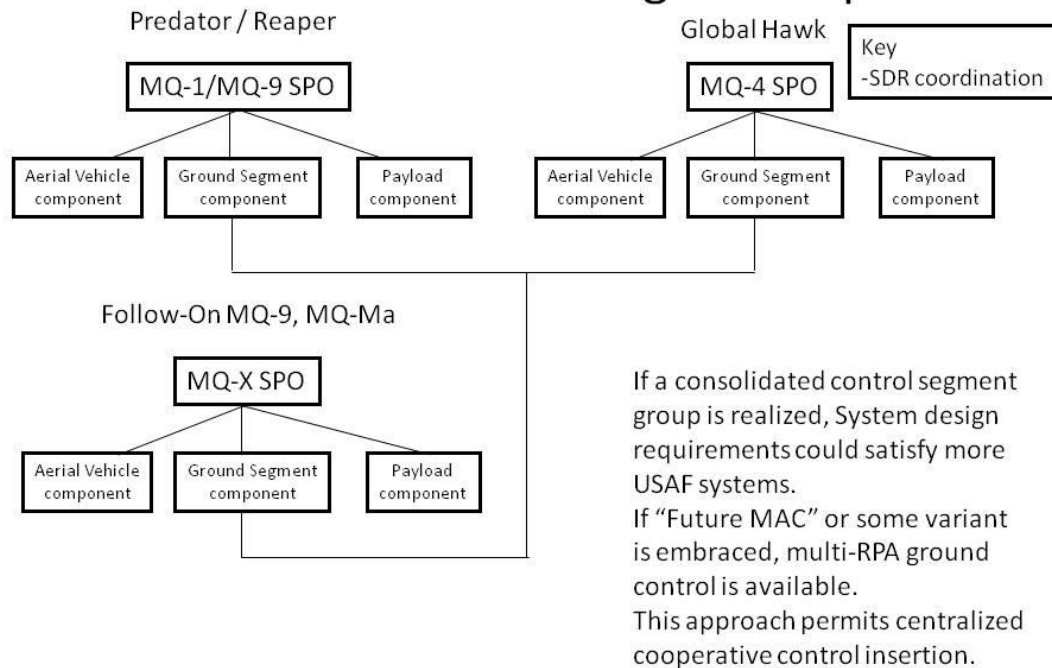 Predator / Reaper
MQ-1/MQ-9 SPO
Aerial Vehicle
component
Ground Segment
component
Payload
component
Global Hawk
Key
-SDR coordination
MQ-4 SPO
Aerial Vehicle
component
Ground Segment
component
Payload
component
Follow-On MQ-9, MQ-Ma
MQ-X SPO
Aerial Vehicle
component
Ground Segment
component
Payload
component
If a consolidated control segment
group is realized, System design
requirements could satisfy more
USAF systems.
If “Future MAC” or some variant
is embraced, multi-RPA ground
control is available.
This approach permits centralized
cooperative control insertion.